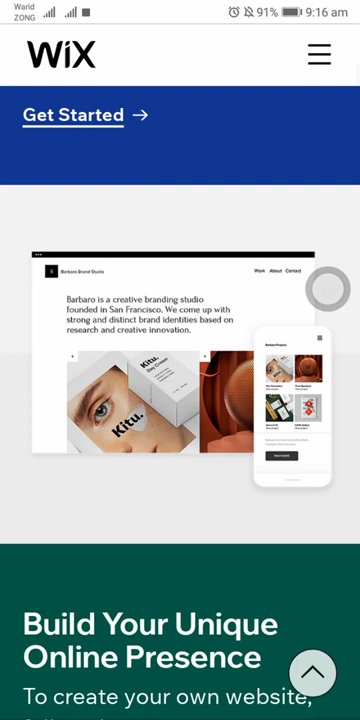 Warid
ZONG
91%
9:16 am
WiX
Get Started →
Barbaro Brand Studio
Work About Contact
Barbaro is a creative branding studio
founded in San Francisco. We come up with
strong and distinct brand identities based on
research and creative innovation.
Kitu.
Day Cream
Kitu.
Barbaro Projects
Build Your Unique
Online Presence
To create your own website,